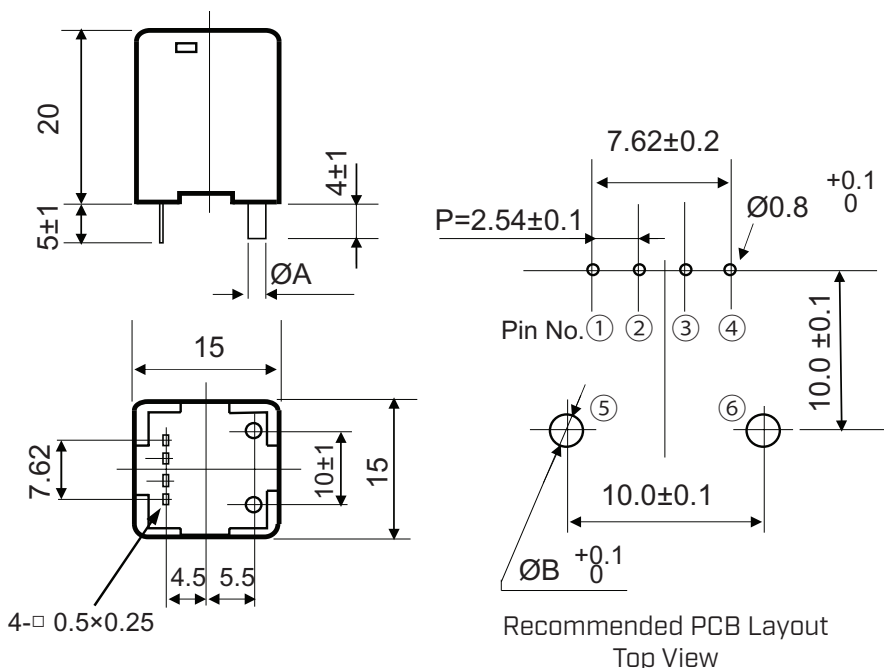 20
5±1
4±1
ØA
15
7.62
10±1
15
4.5
5.5
4-□ 0.5×0.25
7.62±0.2
P=2.54±0.1
Ø0.8 +0.1
0
Pin No. ① ② ③ ④
10.0 ±0.1
⑤ ⑥
10.0±0.1
ØB +0.1
0
Recommended PCB Layout
Top View